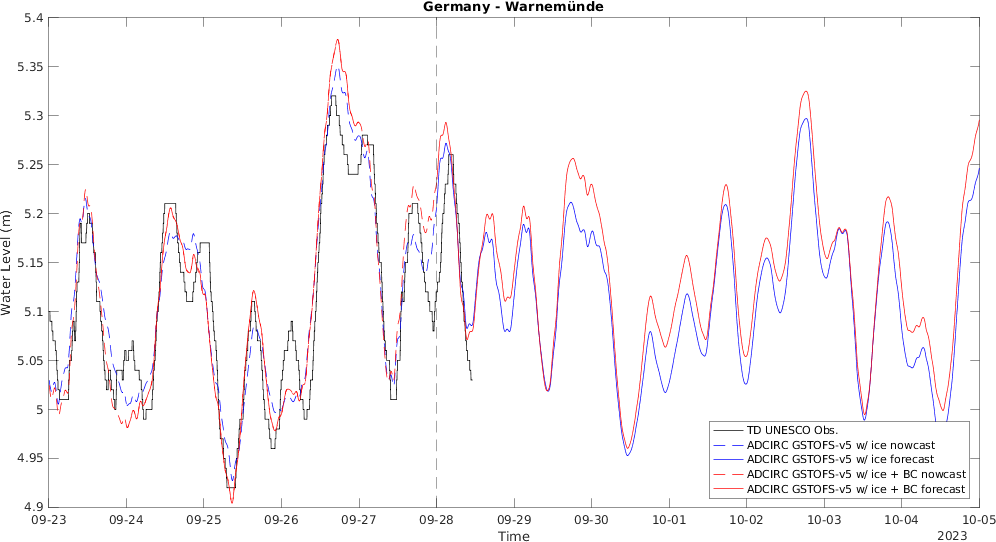 Germany - Warnemünde
Water Level (m)
5.4
5.35
5.3
5.25
5.2
5.15
5.1
5.05
5
4.95
4.9
TD UNESCO Obs.
ADCIRC GSTOFS-v5 w/ ice nowcast
ADCIRC GSTOFS-v5 w/ ice forecast
ADCIRC GSTOFS-v5 w/ ice + BC nowcast
ADCIRC GSTOFS-v5 w/ ice + BC forecast
09-23 09-24 09-25 09-26 09-27 09-28 09-29 09-30 10-01 10-02 10-03 10-04 10-05
Time
2023